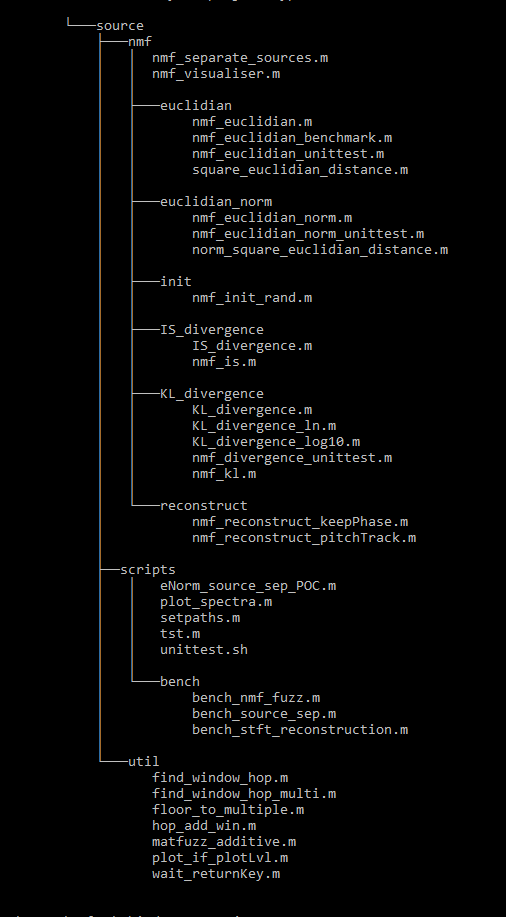 └───source
├───nmf
nmf_separate_sources.m
nmf_visualiser.m
├───euclidian
nmf_euclidian.m
nmf_euclidian_benchmark.m
nmf_euclidian_unittest.m
square_euclidian_distance.m
├───euclidian_norm
nmf_euclidian_norm.m
nmf_euclidian_norm_unittest.m
norm_square_euclidian_distance.m
├───init
nmf_init_rand.m
├───IS_divergence
IS_divergence.m
nmf_is.m
├───KL_divergence
KL_divergence.m
KL_divergence_ln.m
KL_divergence_log10.m
nmf_divergence_unittest.m
nmf_kl.m
└───reconstruct
nmf_reconstruct_keepPhase.m
nmf_reconstruct_pitchTrack.m
├───scripts
eNorm_source_sep_POC.m
plot_spectra.m
setpaths.m
tst.m
unittest.sh
└───bench
bench_nmf_fuzz.m
bench_source_sep.m
bench_stft_reconstruction.m
└───util
find_window_hop.m
find_window_hop_multi.m
floor_to_multiple.m
hop_add_win.m
matfuzz_additive.m
plot_if_plotLvl.m
wait_returnKey.m